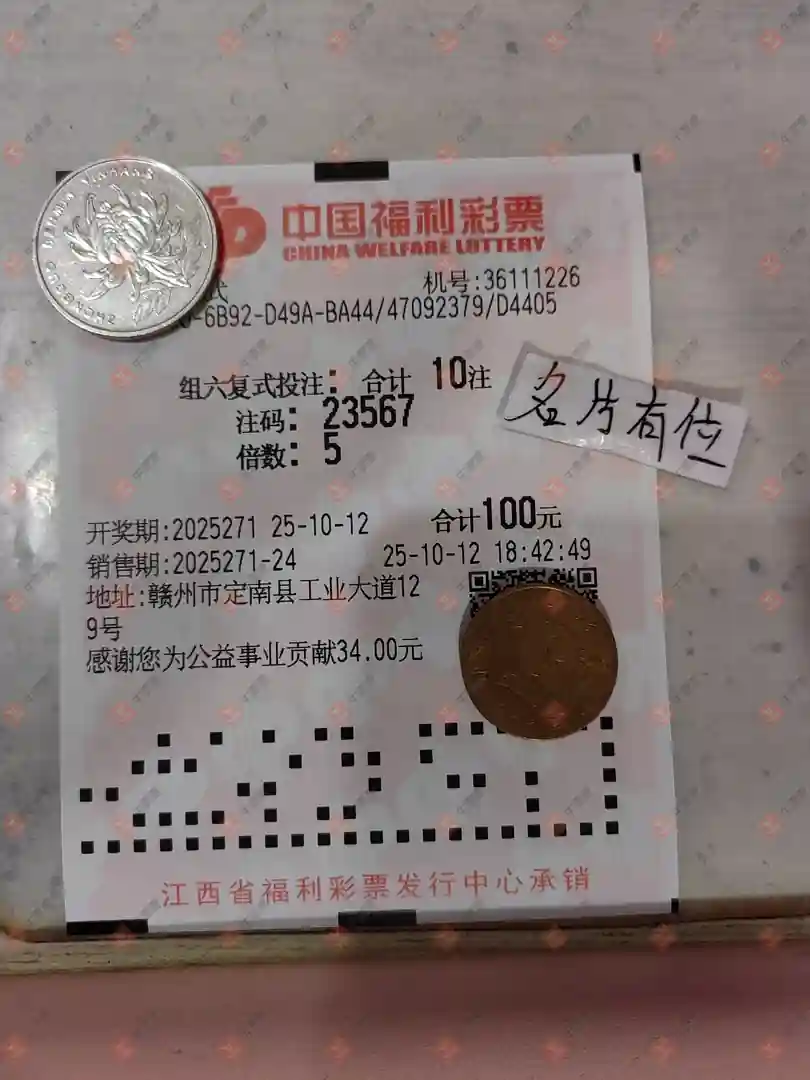 中国福利彩票
CHINA WELFARE LOTTERY
式 机号:36111226
-6B92-D49A-BA44/47092379/D4405
组六复式投注: 合计 10注
注码: 23567
倍数: 5
名片有位
开奖期:2025271 25-10-12 合计100元
销售期:2025271-24 25-10-12 18:42:49
地址:赣州市定南县工业大道12
9号
感谢您为公益事业贡献34.00元
江西省福利彩票发行中心承销